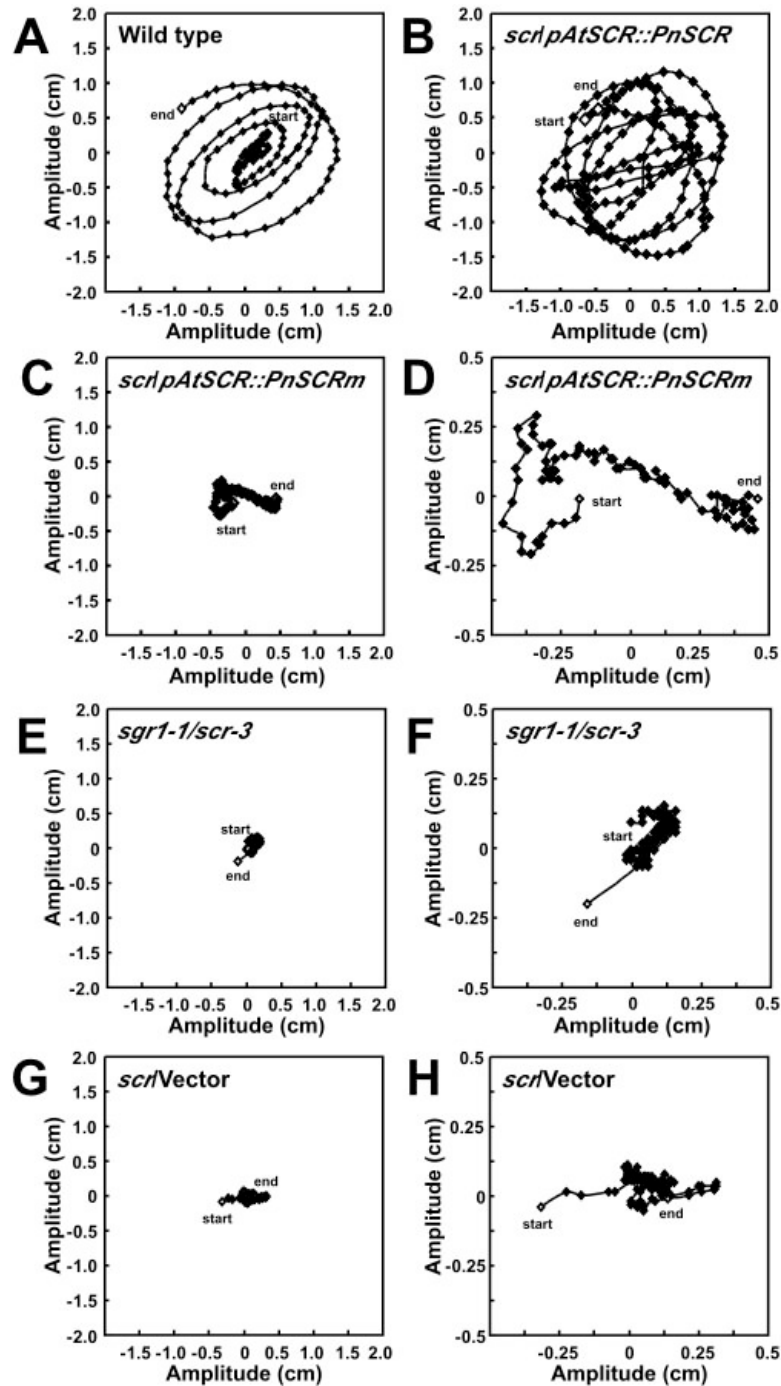 A
Wild type
2.0
1.5
1.0
0.5
0
-0.5
-1.0
-1.5
2.0
Amplitude (cm)
end
start
-1.5 -1.0 -0.5 0 0.5 1.0 1.5 2.0
Amplitude (cm)
B
scr/pAtSCR::PnSCR
2.0
1.5
1.0
0.5
0
-0.5
-1.0
-1.5
2.0
Amplitude (cm)
end
start
-1.5 -1.0 -0.5 0 0.5 1.0 1.5 2.0
Amplitude (cm)
C
scr/pAtSCR::PnSCRm
2.0
1.5
1.0
0.5
0
-0.5
-1.0
-1.5
2.0
Amplitude (cm)
end
start
-1.5 -1.0 -0.5 0 0.5 1.0 1.5 2.0
Amplitude (cm)
D
scr/pAtSCR::PnSCRm
0.5
0.25
0
-0.25
0.5
Amplitude (cm)
start
end
-0.25 0 0.25 0.5
Amplitude (cm)
E
sgr1-1/scr-3
2.0
1.5
1.0
0.5
0
-0.5
-1.0
-1.5
2.0
Amplitude (cm)
start
end
-1.5 -1.0 -0.5 0 0.5 1.0 1.5 2.0
Amplitude (cm)
F
sgr1-1/scr-3
0.5
0.25
0
-0.25
0.5
Amplitude (cm)
start
end
-0.25 0 0.25 0.5
Amplitude (cm)
G
scr/Vector
2.0
1.5
1.0
0.5
0
-0.5
-1.0
-1.5
2.0
Amplitude (cm)
end
start
-1.5 -1.0 -0.5 0 0.5 1.0 1.5 2.0
Amplitude (cm)
H
scr/Vector
0.5
0.25
0
-0.25
0.5
Amplitude (cm)
start
end
-0.25 0 0.25 0.5
Amplitude (cm)